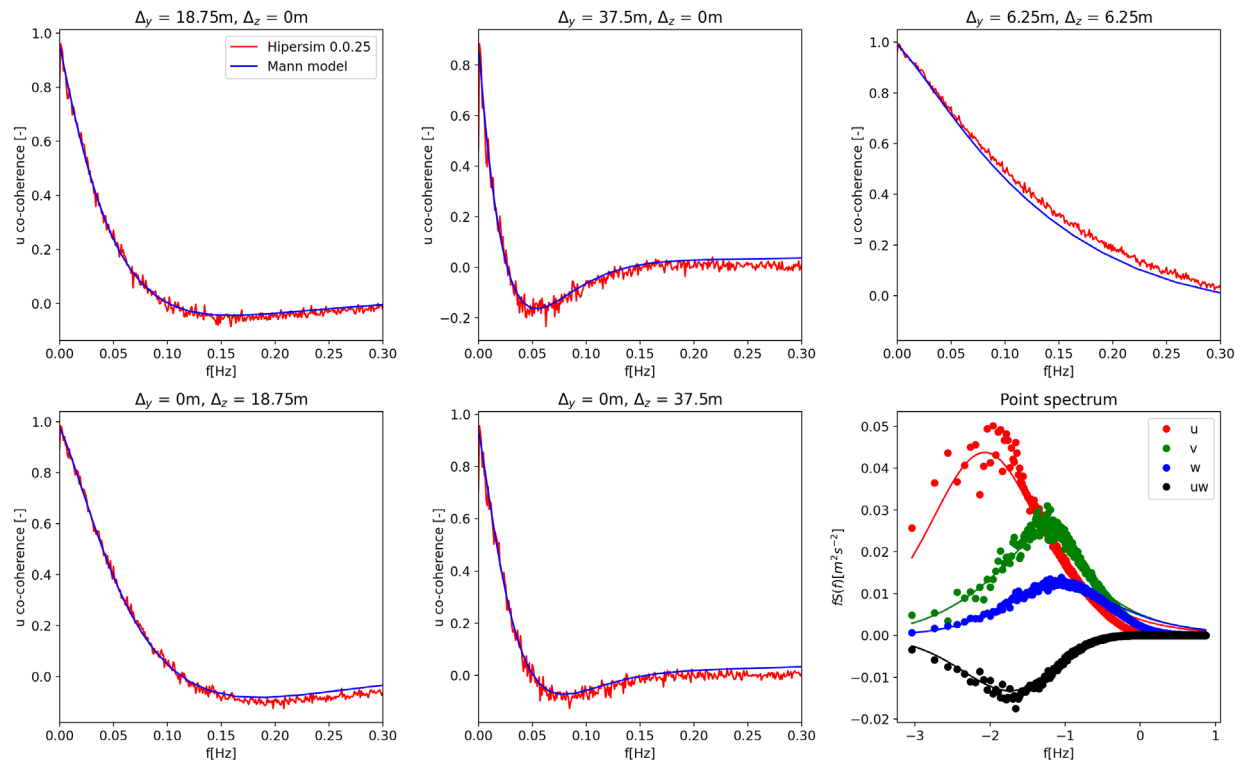 Δy = 18.75m, Δz = 0m
1.0
0.8
0.6
0.4
0.2
0.0
u co-coherence [-]
Hipersim 0.0.25
Mann model
0.00 0.05 0.10 0.15 0.20 0.25 0.30
f[Hz]
Δy = 37.5m, Δz = 0m
0.8
0.6
0.4
0.2
0.0
−0.2
u co-coherence [-]
0.00 0.05 0.10 0.15 0.20 0.25 0.30
f[Hz]
Δy = 6.25m, Δz = 6.25m
1.0
0.8
0.6
0.4
0.2
0.0
u co-coherence [-]
0.00 0.05 0.10 0.15 0.20 0.25 0.30
f[Hz]
Δy = 0m, Δz = 18.75m
1.0
0.8
0.6
0.4
0.2
0.0
u co-coherence [-]
0.00 0.05 0.10 0.15 0.20 0.25 0.30
f[Hz]
Δy = 0m, Δz = 37.5m
1.0
0.8
0.6
0.4
0.2
0.0
u co-coherence [-]
0.00 0.05 0.10 0.15 0.20 0.25 0.30
f[Hz]
Point spectrum
0.05
0.04
0.03
0.02
0.01
0.00
−0.01
−0.02
fS(f)[m²s⁻²]
u
v
w
uw
−3 −2 −1 0 1
f[Hz]